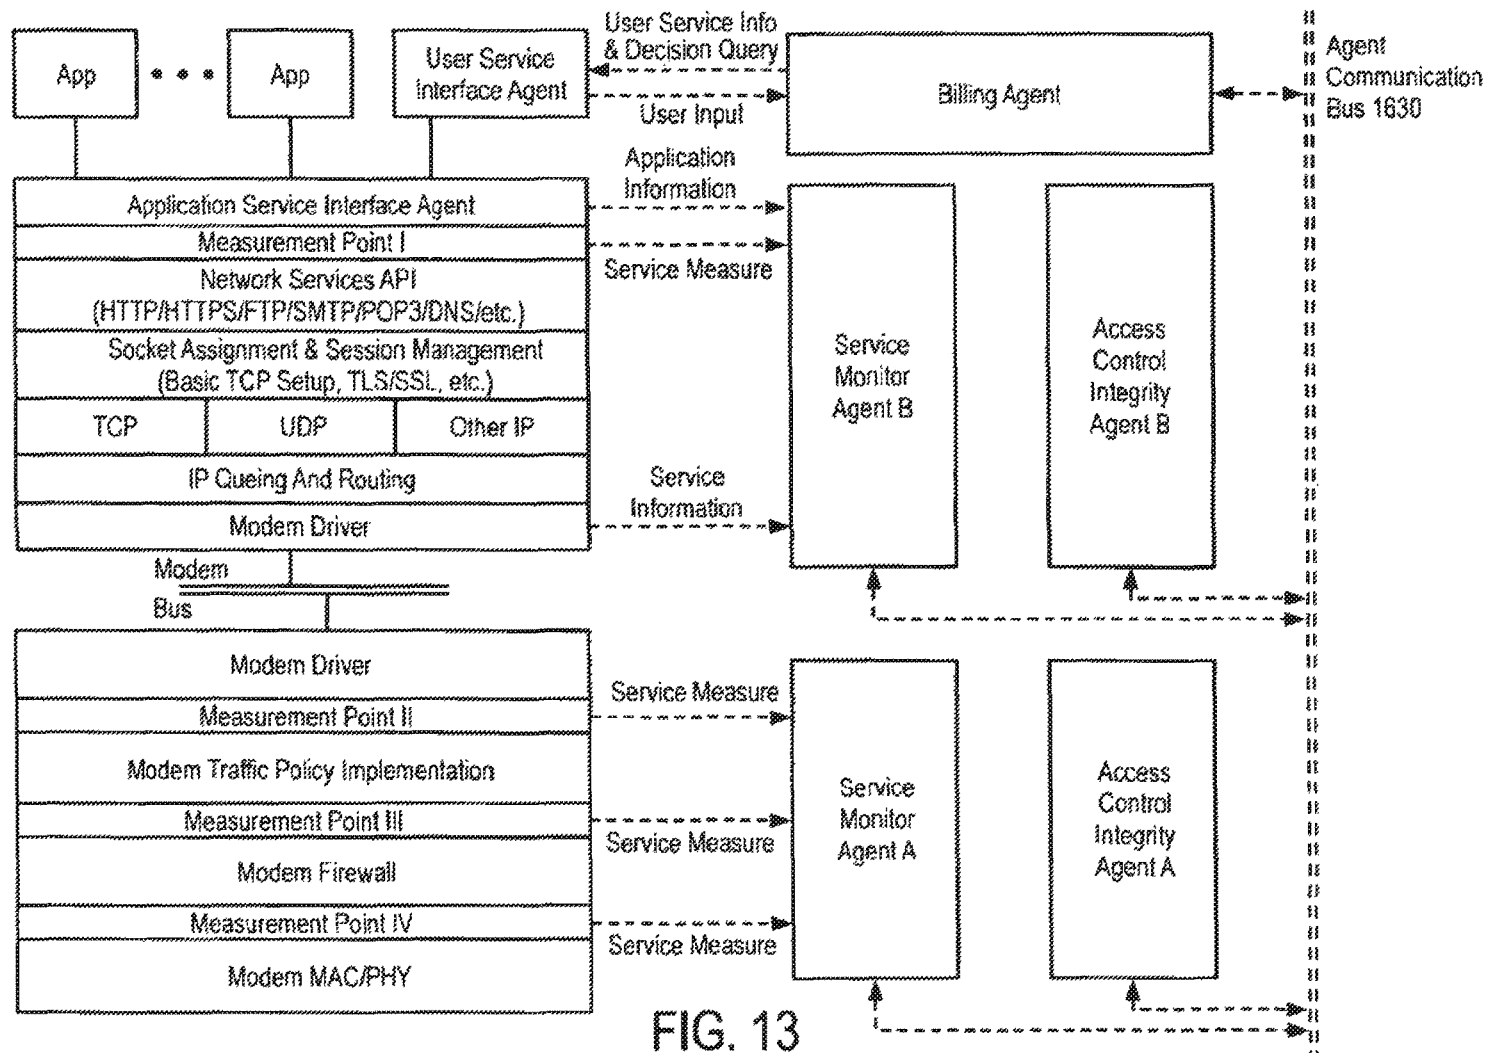 App
App
User Service
Interface Agent
User Service Info
& Decision Query
User Input
Billing Agent
Agent
Communication
Bus 1630
Application Service Interface Agent
Application
Information
Measurement Point I
Service Measure
Network Services API
(HTTP/HTTPS/FTP/SMTP/POP3/DNS/etc.)
Socket Assignment & Session Management
(Basic TCP Setup, TLS/SSL, etc.)
TCP
UDP
Other IP
IP Queing And Routing
Modem Driver
Service
Information
Service
Monitor
Agent B
Access
Control
Integrity
Agent B
Modem
Bus
Modem Driver
Measurement Point II
Service Measure
Modem Traffic Policy Implementation
Measurement Point III
Service Measure
Modem Firewall
Measurement Point IV
Service Measure
Modem MAC/PHY
Service
Monitor
Agent A
Access
Control
Integrity
Agent A
FIG. 13